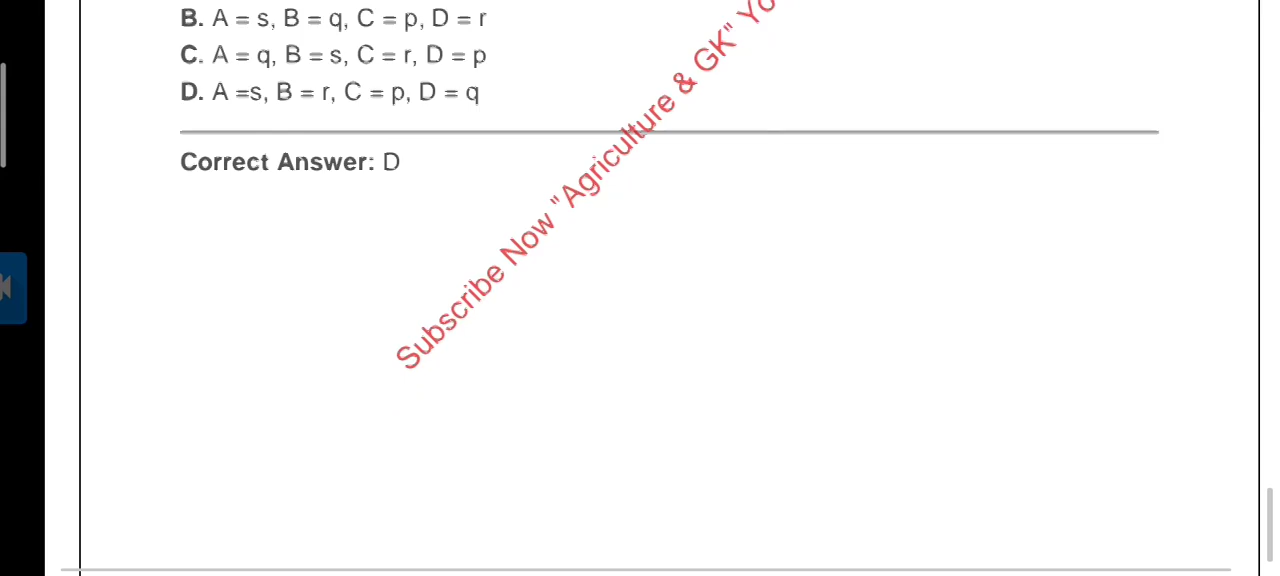 B. A = s, B = q, C = p, D = r
C. A = q, B = s, C = r, D = p
D. A =s, B = r, C = p, D = q
Correct Answer: D
Subscribe Now "Agriculture & GK"